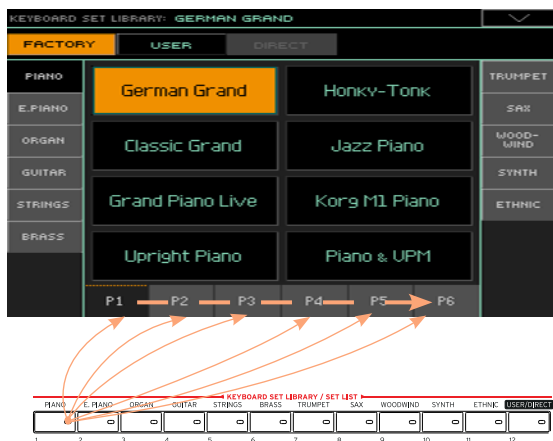 KEYBOARD SET LIBRARY: GERMAN GRAND
FACTORY USER DIRECT
PIANO
E.PIANO
ORGAN
GUITAR
STRINGS
BRASS
German Grand Honky-Tonk
Classic Grand Jazz Piano
Grand Piano Live Korg M1 Piano
Upright Piano Piano & UPM
TRUMPET
SAX
WOOD-
WIND
SYNTH
ETHNIC
P1 P2 P3 P4 P5 P6
KEYBOARD SET LIBRARY / SET LIST
PIANO E. PIANO ORGAN GUITAR STRINGS BRASS TRUMPET SAX WOODWIND SYNTH ETHNIC USER/DIRECT
1 2 3 4 5 6 7 8 9 10 11 12